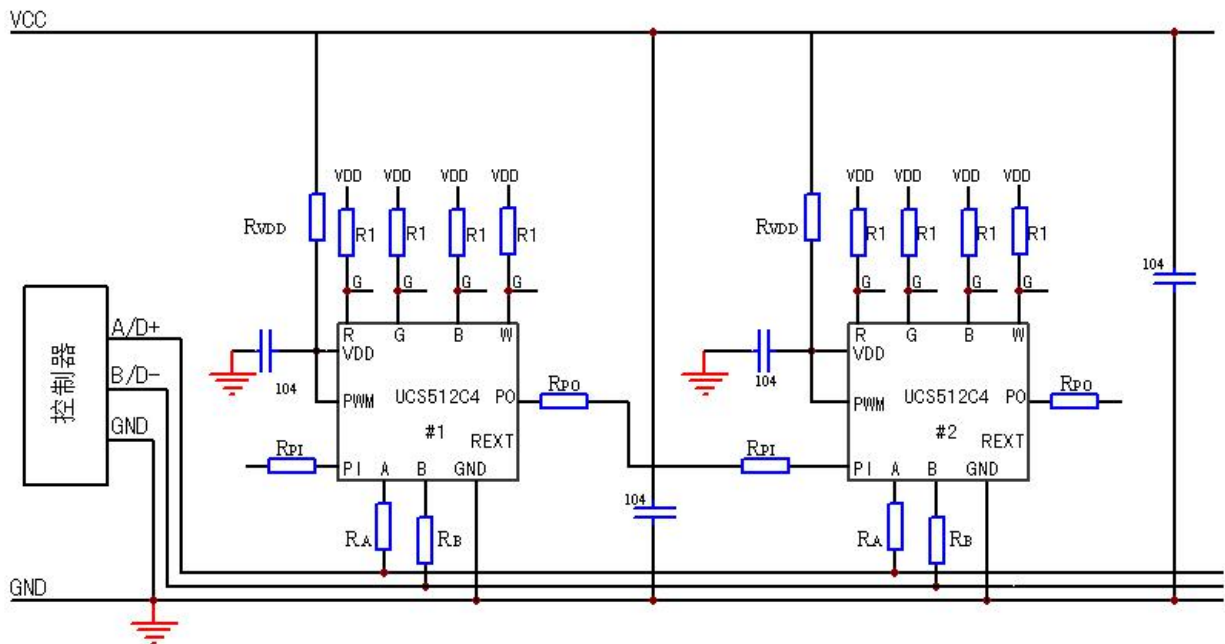 VCC
VDD VDD VDD VDD
VDD VDD VDD VDD
RVDD R1 R1 R1 R1
RVDD R1 R1 R1 R1
G G G G
G G G G
104
控制器
A/D+
B/D-
GND
104
R G B W
VDD
PWM
UCS512C4
#1
PO
REXT
PI A B GND
RPO
RPI
RA
RB
104
104
R G B W
VDD
PWM
UCS512C4
#2
PO
REXT
PI A B GND
RPO
RPI
RA
RB
GND